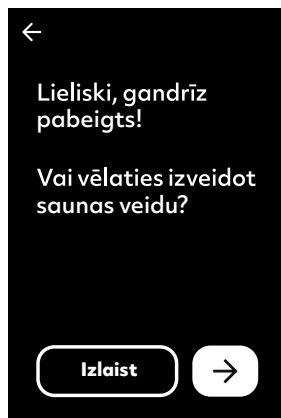 Lieliski, gandrīz
pabeigts!
Vai vēlaties izveidot
saunas veidu?
Izlaist